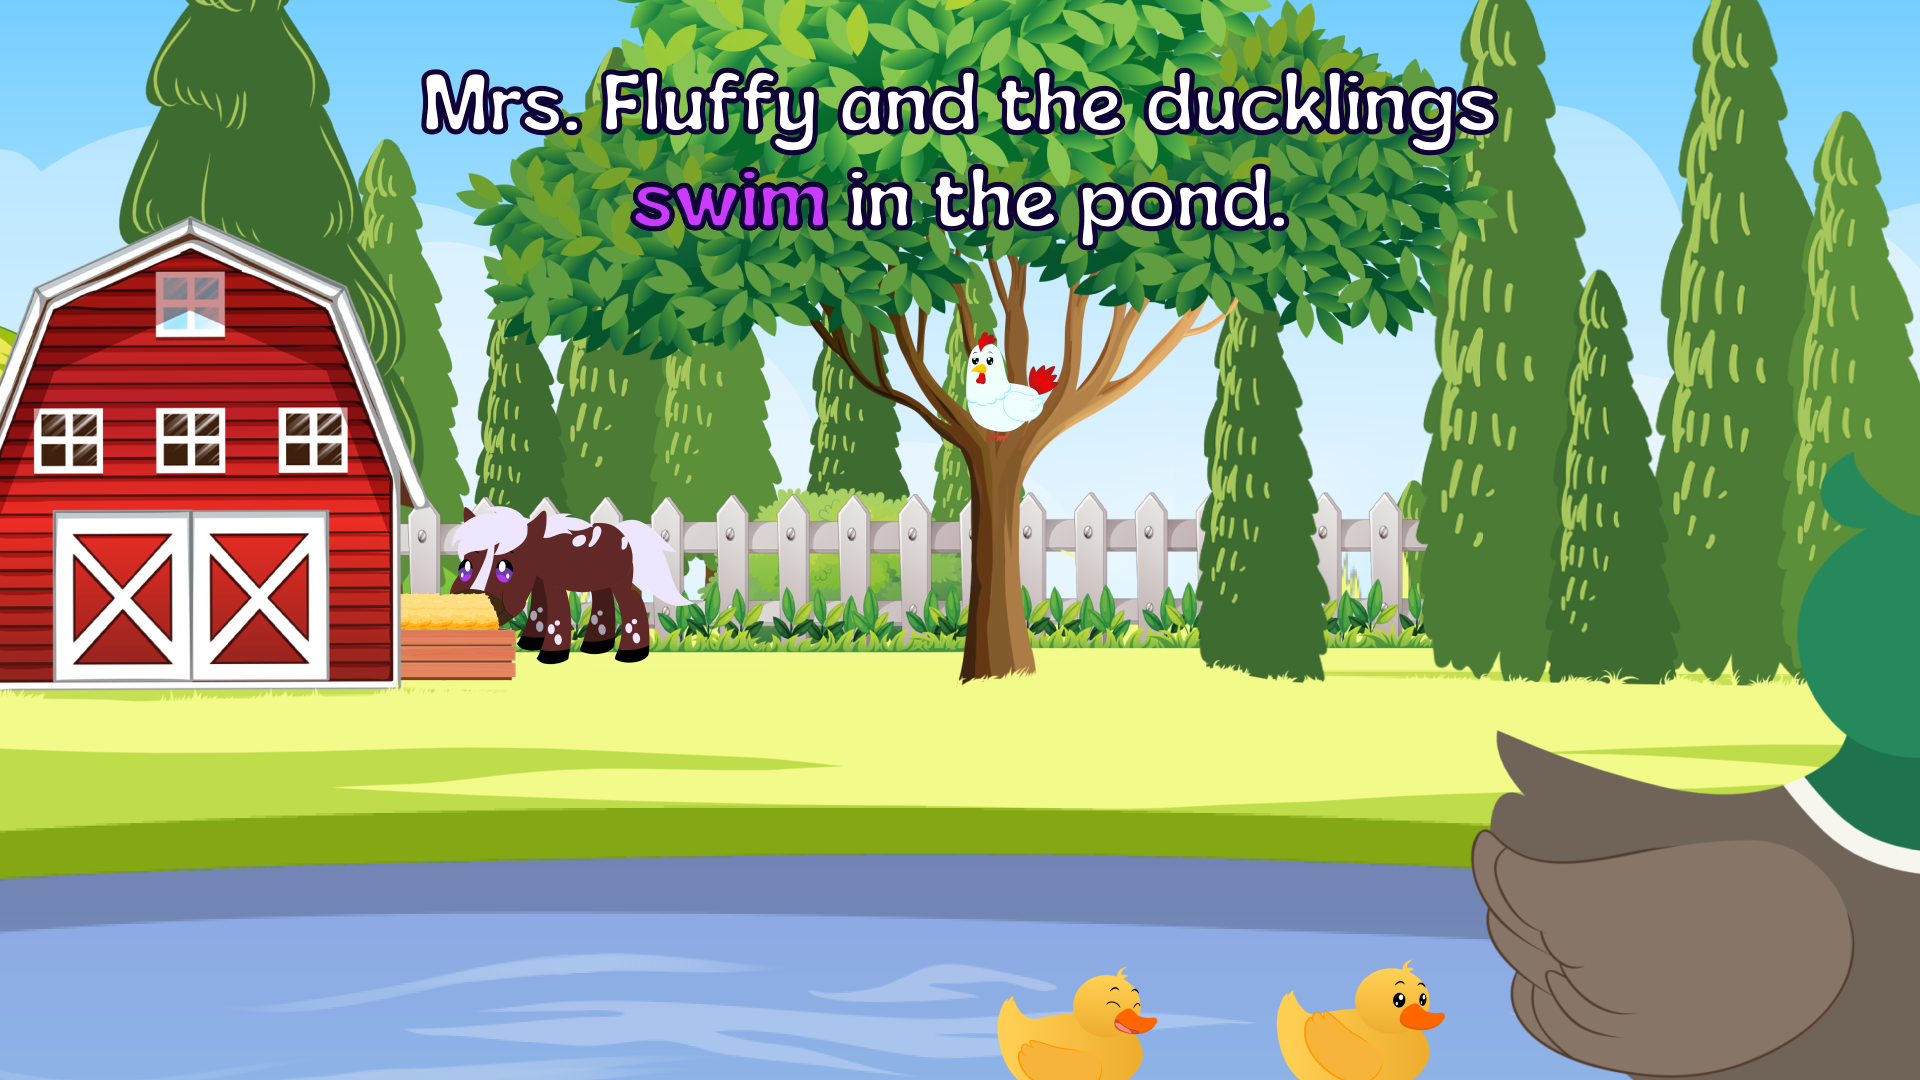 Mrs. Fluffy and the ducklings
swim in the pond.